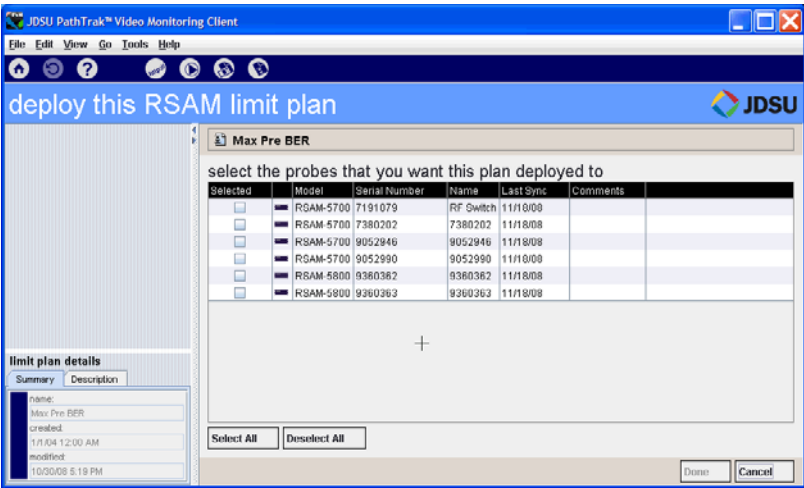 JDSU PathTrak™ Video Monitoring Client
File Edit View Go Tools Help
deploy this RSAM limit plan
JDSU
Max Pre BER
select the probes that you want this plan deployed to
Selected Model Serial Number Name Last Sync Comments
RSAM-5700 7191079 RF Switch 11/18/08
RSAM-5700 7380202 7380202 11/18/08
RSAM-5700 9052946 9052946 11/18/08
RSAM-5700 9052990 9052990 11/18/08
RSAM-5800 9360362 9360362 11/18/08
RSAM-5800 9360363 9360363 11/18/08
limit plan details
Summary Description
name:
Max Pre BER
created:
1/1/04 12:00 AM
modified:
10/30/08 5:19 PM
Select All Deselect All
Done Cancel